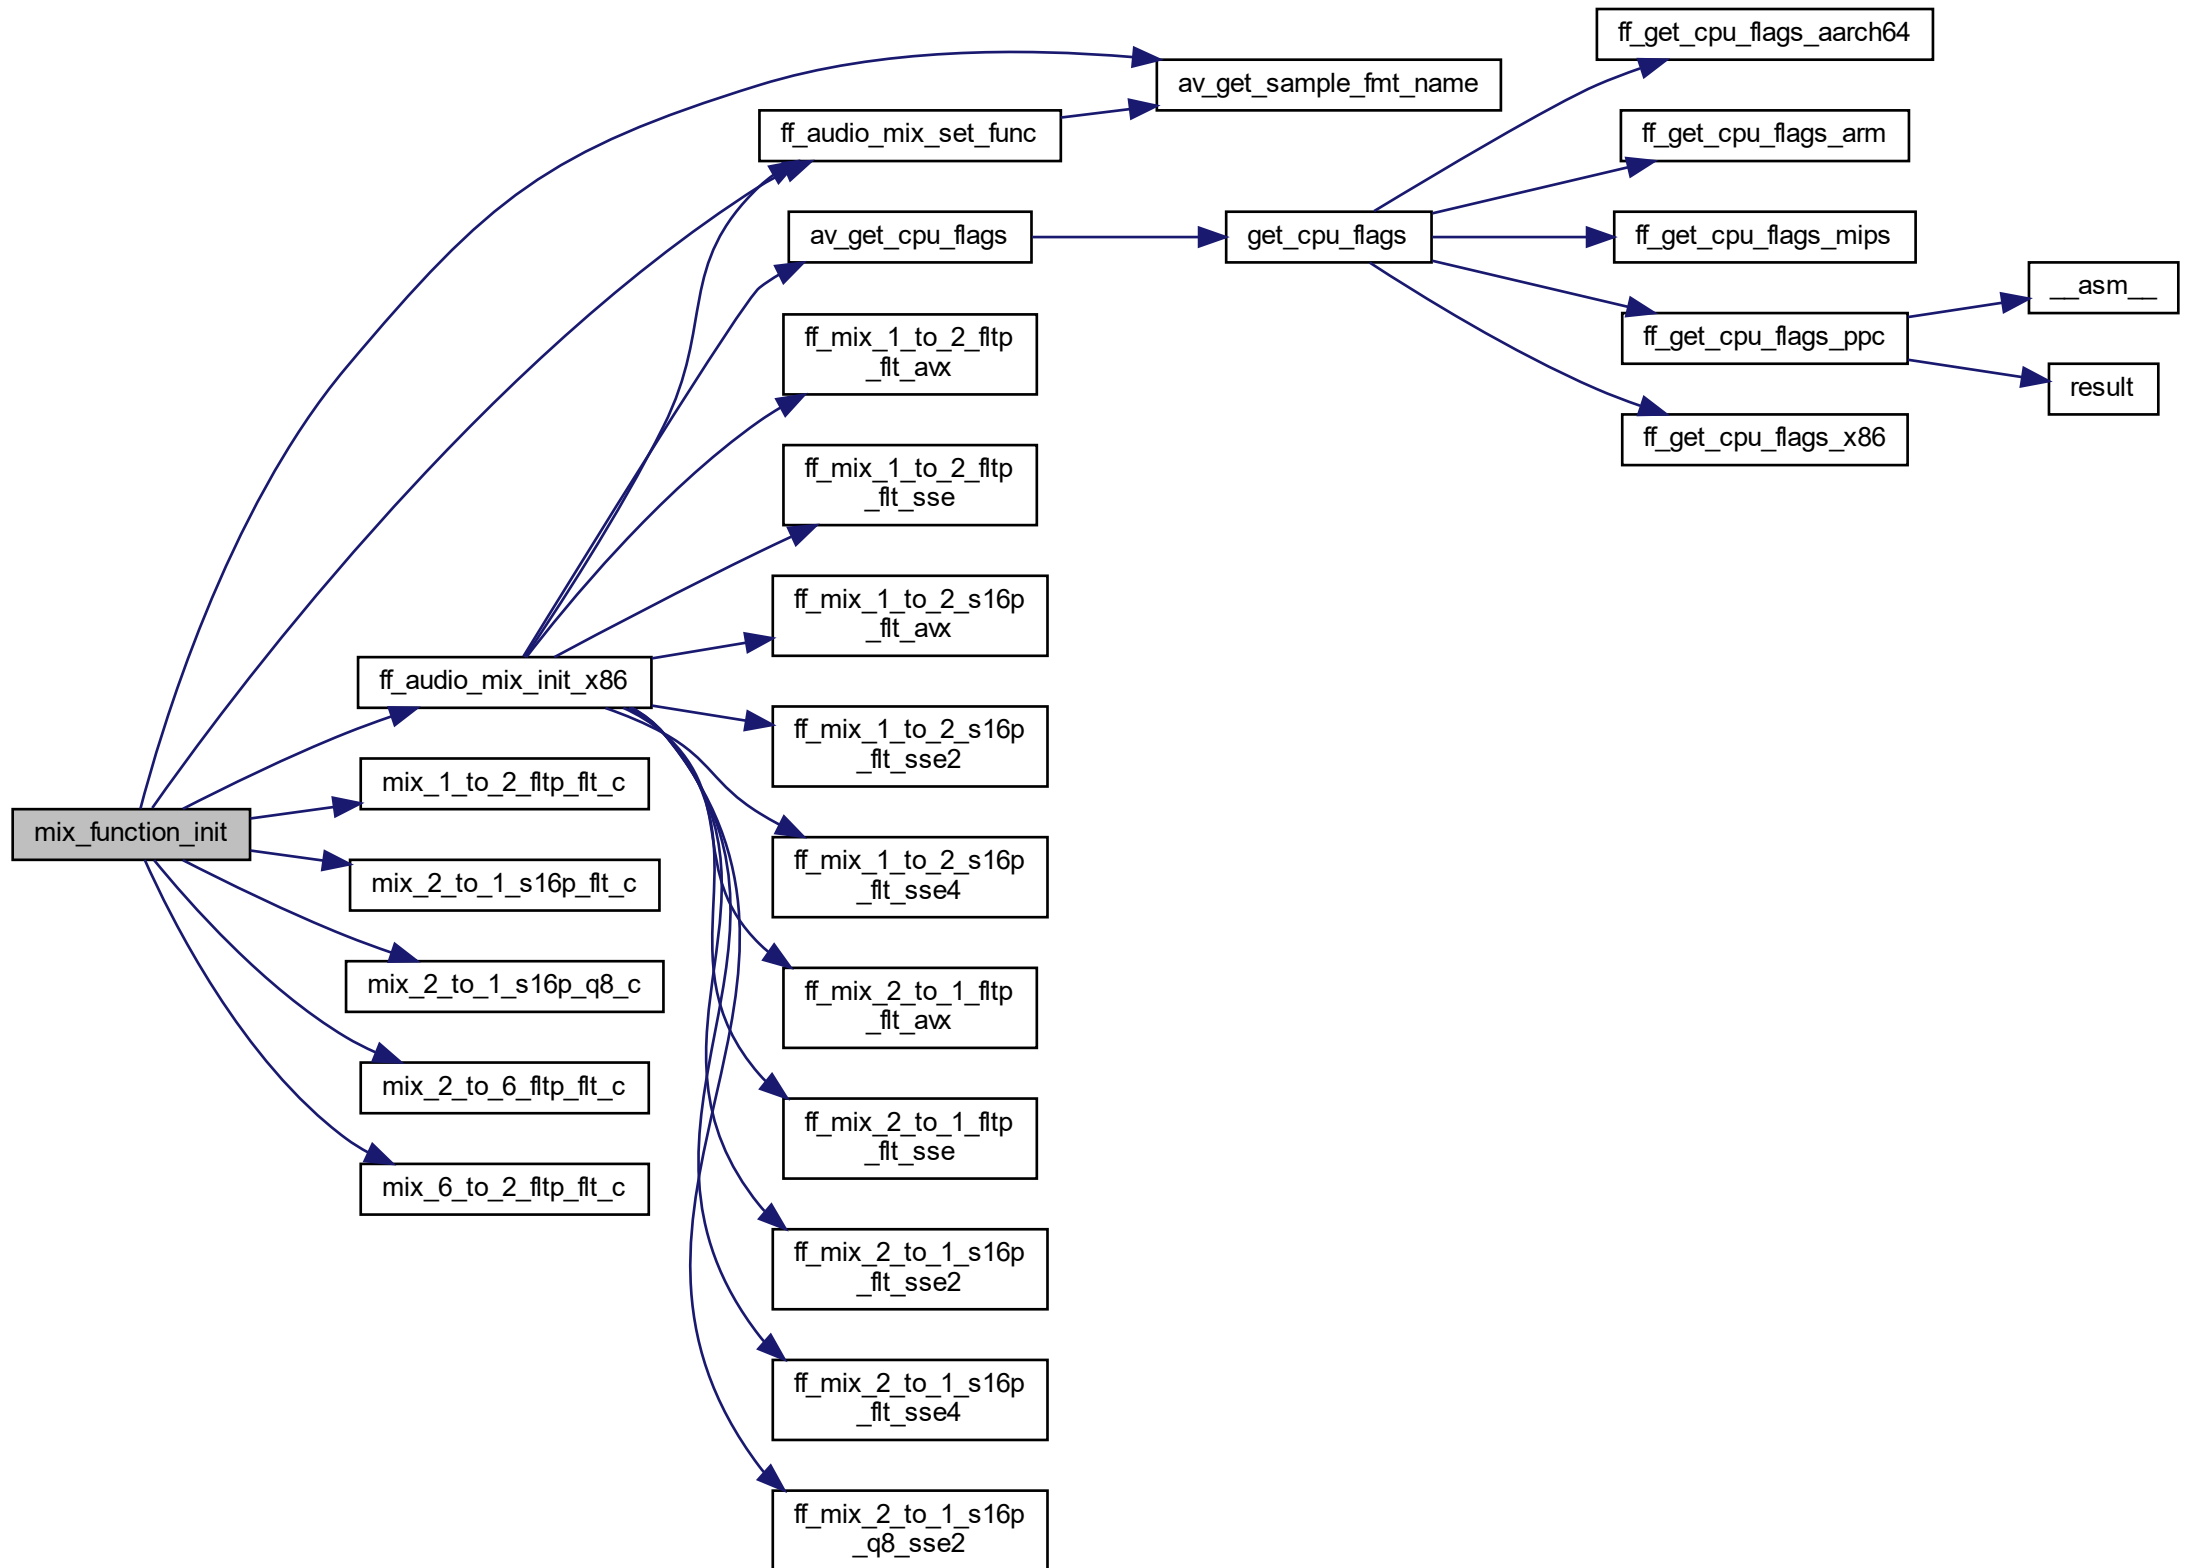 mix_function_init
ff_audio_mix_init_x86
mix_1_to_2_fltp_flt_c
mix_2_to_1_s16p_flt_c
mix_2_to_1_s16p_q8_c
mix_2_to_6_fltp_flt_c
mix_6_to_2_fltp_flt_c
ff_audio_mix_set_func
av_get_cpu_flags
ff_mix_1_to_2_fltp
_flt_avx
ff_mix_1_to_2_fltp
_flt_sse
ff_mix_1_to_2_s16p
_flt_avx
ff_mix_1_to_2_s16p
_flt_sse2
ff_mix_1_to_2_s16p
_flt_sse4
ff_mix_2_to_1_fltp
_flt_avx
ff_mix_2_to_1_fltp
_flt_sse
ff_mix_2_to_1_s16p
_flt_sse2
ff_mix_2_to_1_s16p
_flt_sse4
ff_mix_2_to_1_s16p
_q8_sse2
av_get_sample_fmt_name
get_cpu_flags
ff_get_cpu_flags_aarch64
ff_get_cpu_flags_arm
ff_get_cpu_flags_mips
ff_get_cpu_flags_ppc
ff_get_cpu_flags_x86
__asm__
result